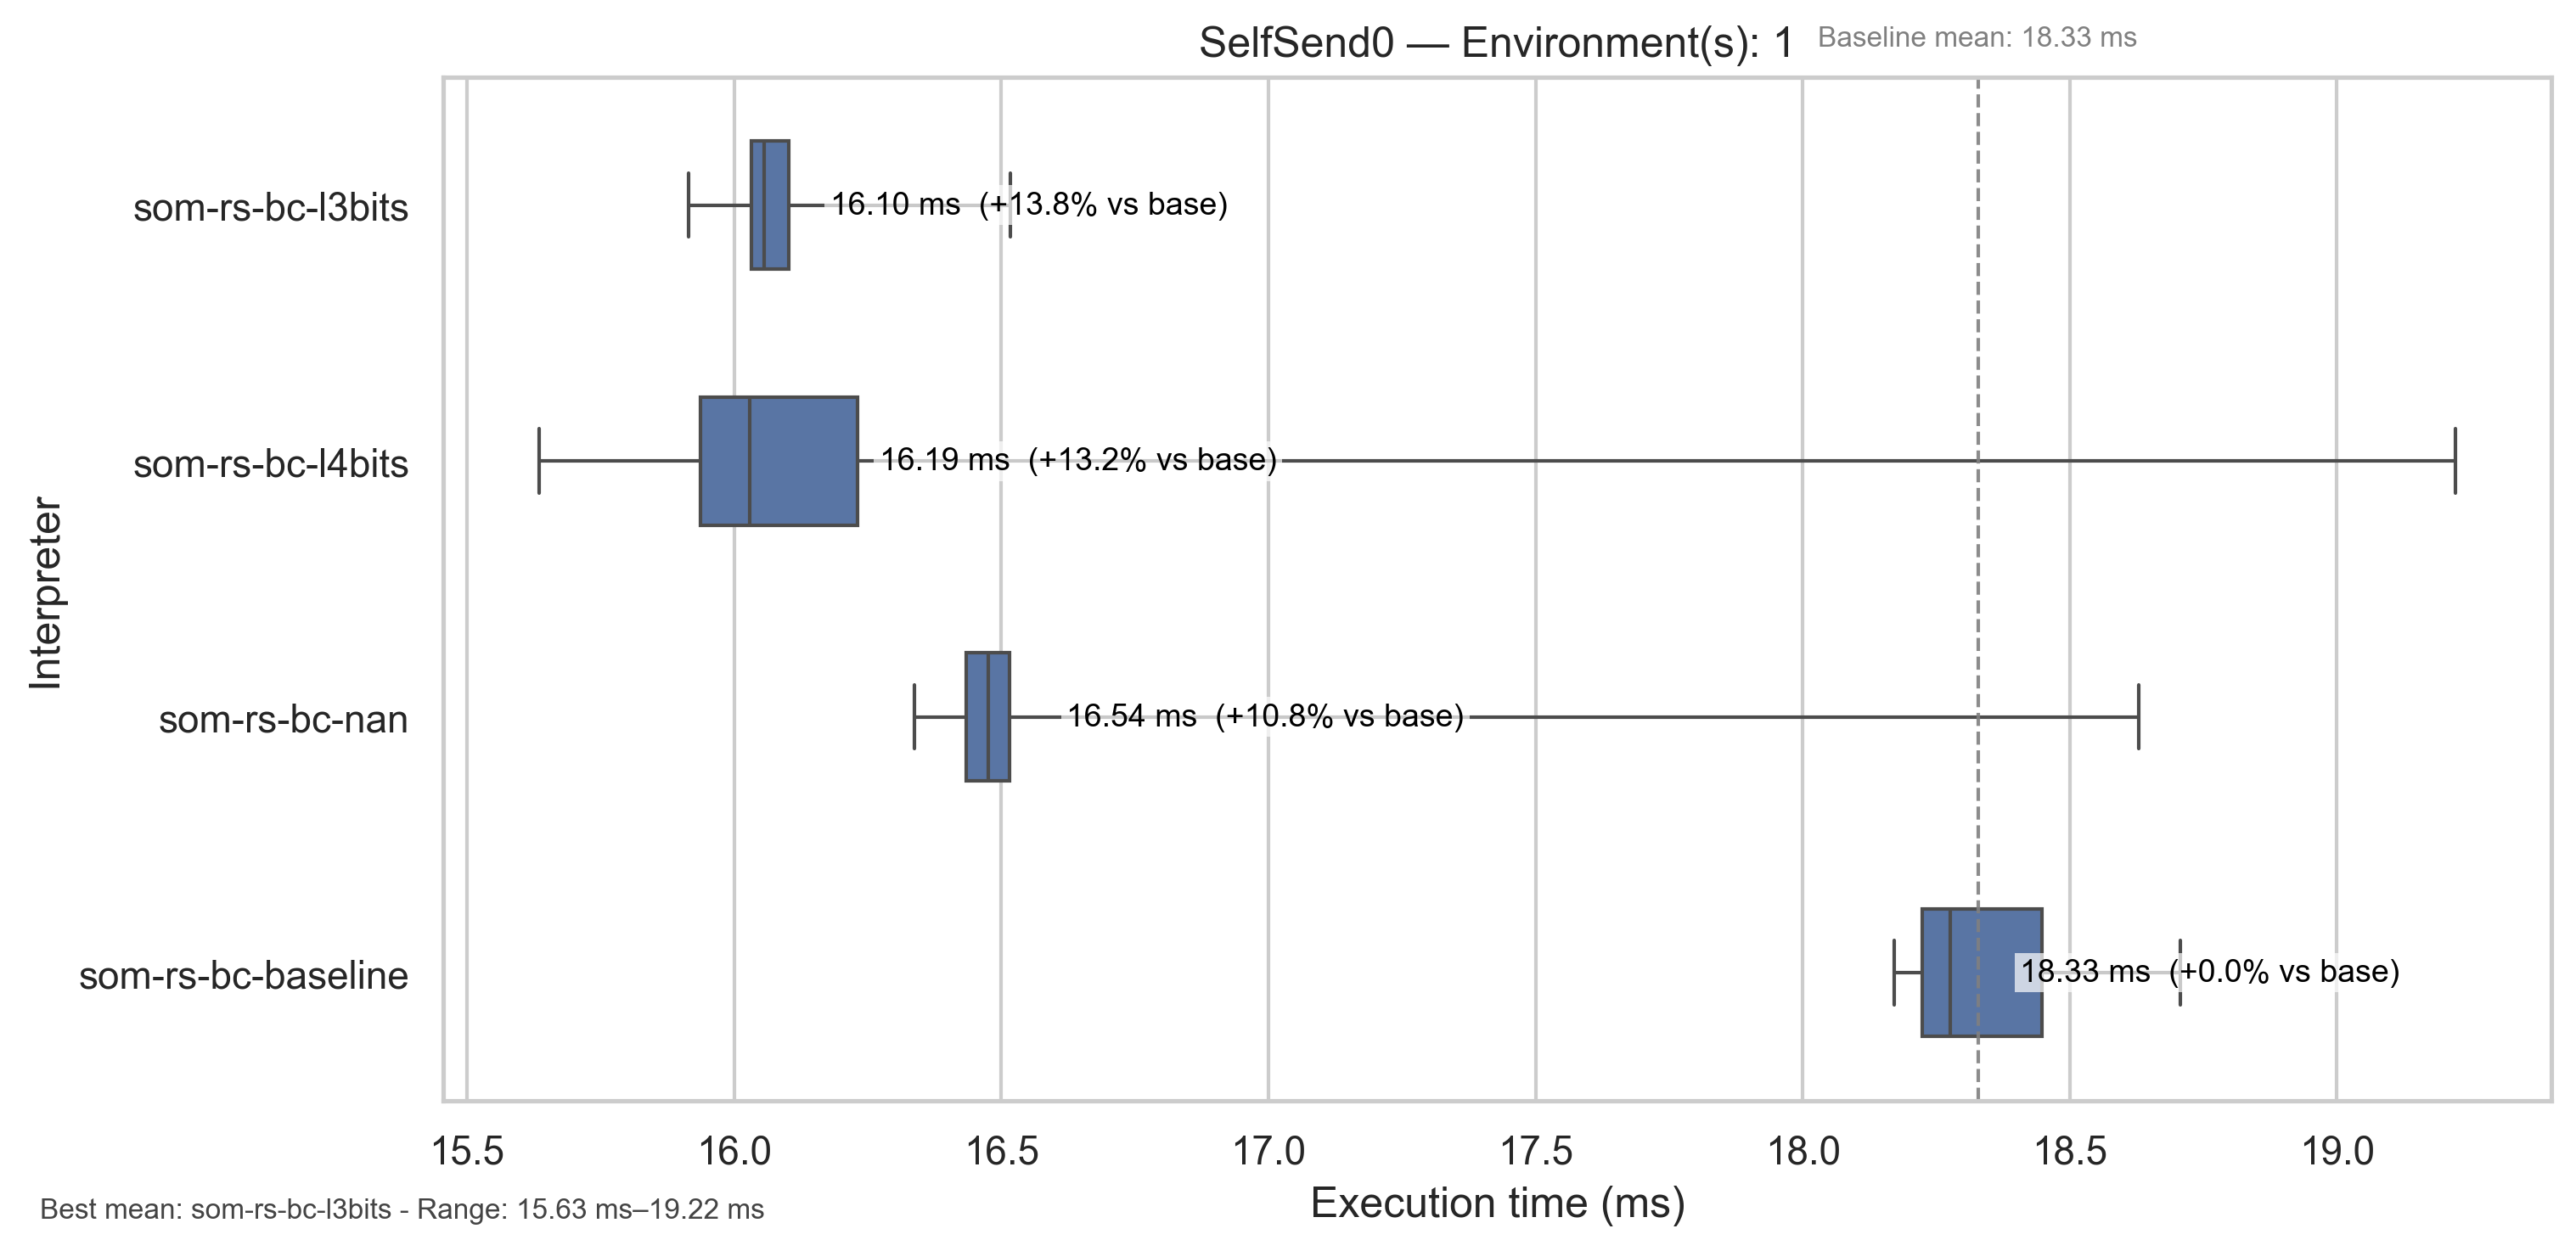 SelfSend0 — Environment(s): 1
Baseline mean: 18.33 ms
Interpreter
som-rs-bc-l3bits
16.10 ms (+13.8% vs base)
som-rs-bc-l4bits
16.19 ms (+13.2% vs base)
som-rs-bc-nan
16.54 ms (+10.8% vs base)
som-rs-bc-baseline
18.33 ms (+0.0% vs base)
15.5 16.0 16.5 17.0 17.5 18.0 18.5 19.0
Execution time (ms)
Best mean: som-rs-bc-l3bits - Range: 15.63 ms–19.22 ms